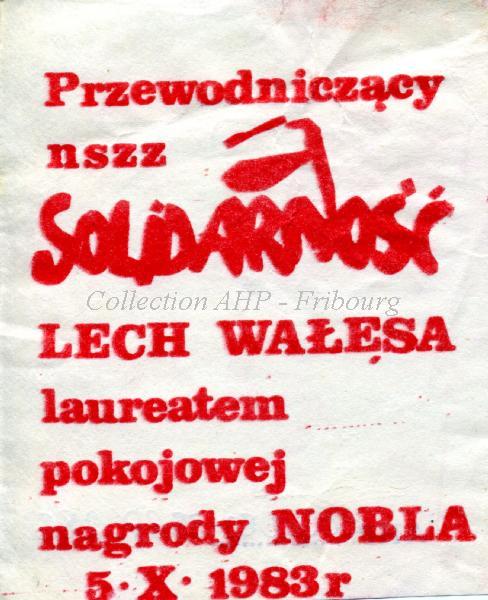 Przewodniczący
nszz
SOLIDARNOŚĆ
Collection AHP - Fribourg
LECH WAŁĘSA
laureatem
pokojowej
nagrody NOBLA
5·X·1983r